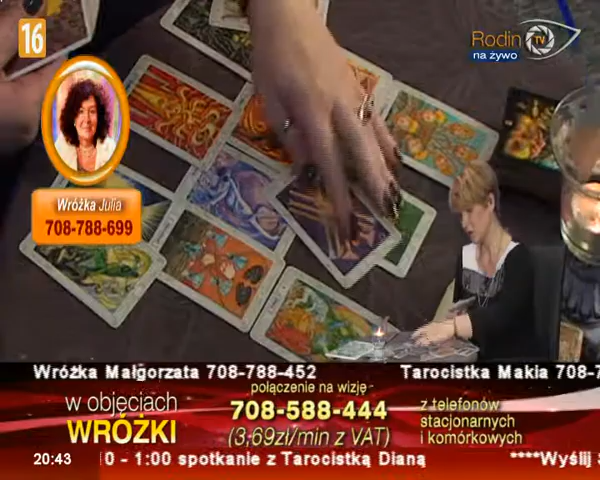 16
Rodin TV
na żywo
Wróżka Julia
708-788-699
Wróżka Małgorzata 708-788-452 Tarocistka Makia 708-7
w objęciach
WRÓŻKI
połączenie na wizję
708-588-444
(3,69zł/min z VAT)
z telefonów
stacjonarnych
i komórkowych
20:43 0 - 1:00 spotkanie z Tarocistką Dianą ****Wyślij S